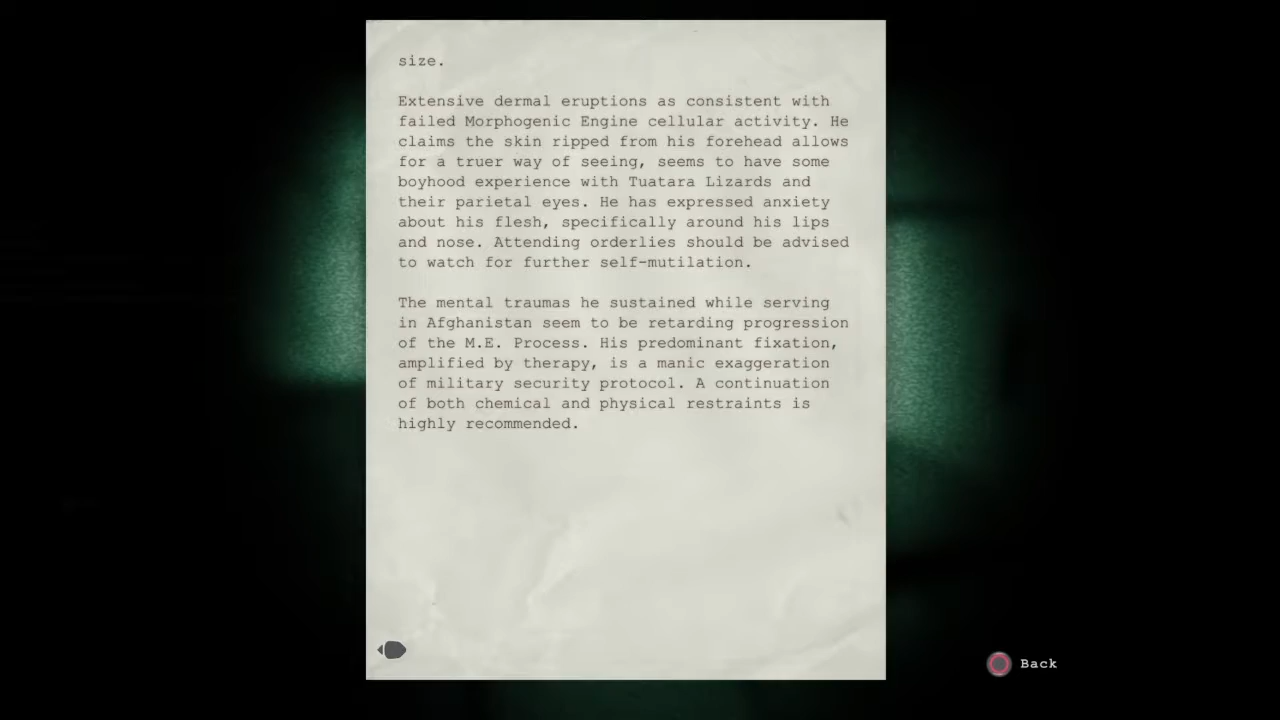 size.
Extensive dermal eruptions as consistent with
failed Morphogenic Engine cellular activity. He
claims the skin ripped from his forehead allows
for a truer way of seeing, seems to have some
boyhood experience with Tuatara Lizards and
their parietal eyes. He has expressed anxiety
about his flesh, specifically around his lips
and nose. Attending orderlies should be advised
to watch for further self-mutilation.
The mental traumas he sustained while serving
in Afghanistan seem to be retarding progression
of the M.E. Process. His predominant fixation,
amplified by therapy, is a manic exaggeration
of military security protocol. A continuation
of both chemical and physical restraints is
highly recommended.
Back